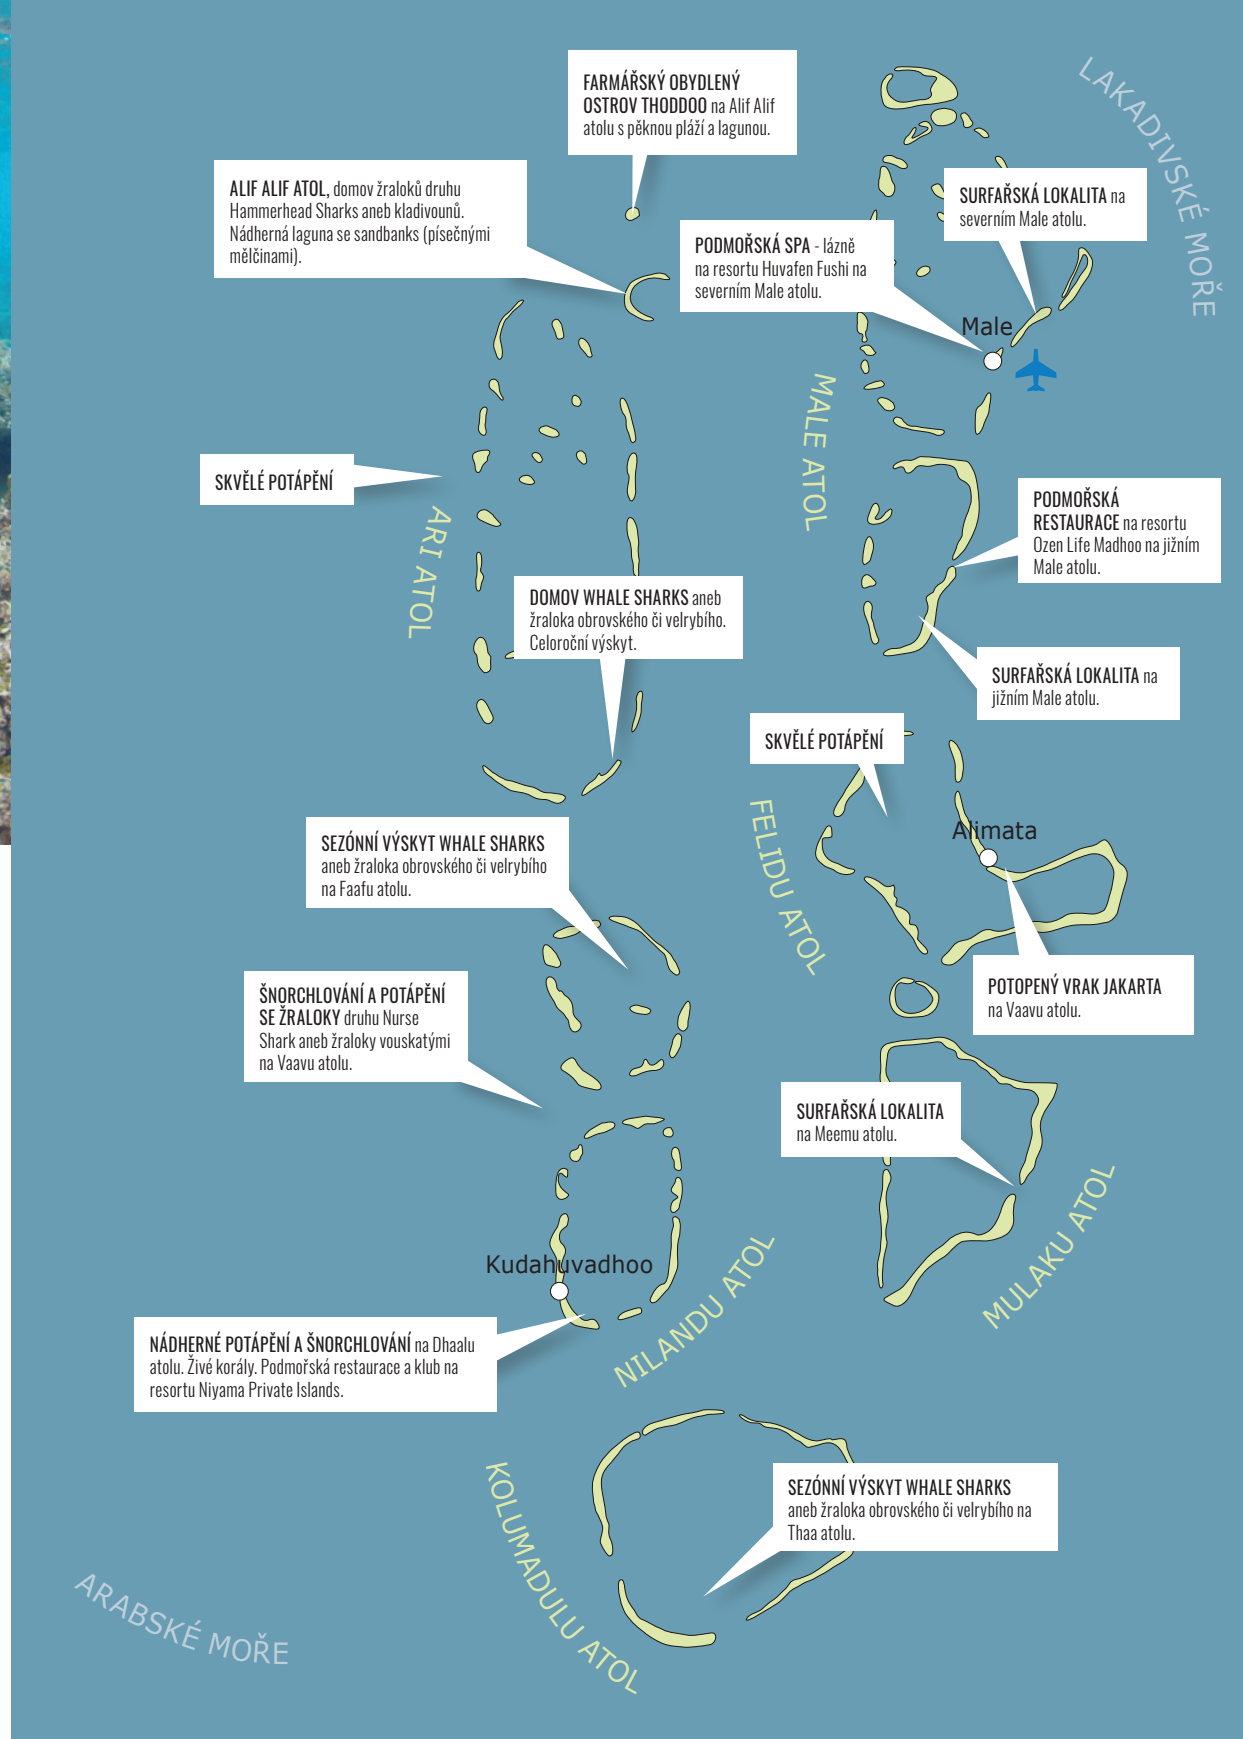 FARMÁŘSKÝ OBYDLENÝ
OSTROV THODDOO na Alif Alif
atolu s pěknou pláží a lagunou.
LAKADIVSKÉ MOŘE
ALIF ALIF ATOL, domov žraloků druhu
Hammerhead Sharks aneb kladivounů.
Nádherná laguna se sandbanks (písečnými
mělčinami).
SURFAŘSKÁ LOKALITA na
severním Male atolu.
PODMOŘSKÁ SPA - lázně
na resortu Huvafen Fushi na
severním Male atolu.
Male
MALE ATOL
SKVĚLÉ POTÁPĚNÍ
ARI ATOL
PODMOŘSKÁ
RESTAURACE na resortu
Ozen Life Madhoo na jižním
Male atolu.
DOMOV WHALE SHARKS aneb
žraloka obrovského či velrybího.
Celoroční výskyt.
SURFAŘSKÁ LOKALITA na
jižním Male atolu.
SKVĚLÉ POTÁPĚNÍ
FELIDU ATOL
Alimata
SEZÓNNÍ VÝSKYT WHALE SHARKS
aneb žraloka obrovského či velrybího
na Faafu atolu.
POTOPENÝ VRAK JAKARTA
na Vaavu atolu.
ŠNORCHLOVÁNÍ A POTÁPĚNÍ
SE ŽRALOKY druhu Nurse
Shark aneb žraloky vouskatými
na Vaavu atolu.
SURFAŘSKÁ LOKALITA
na Meemu atolu.
MULAKU ATOL
Kudahuvadhoo
NILANDU ATOL
NÁDHERNÉ POTÁPĚNÍ A ŠNORCHLOVÁNÍ na Dhaalu
atolu. Živé korály. Podmořská restaurace a klub na
resortu Niyama Private Islands.
KOLUMADULU ATOL
SEZÓNNÍ VÝSKYT WHALE SHARKS
aneb žraloka obrovského či velrybího na
Thaa atolu.
ARABSKÉ MOŘE